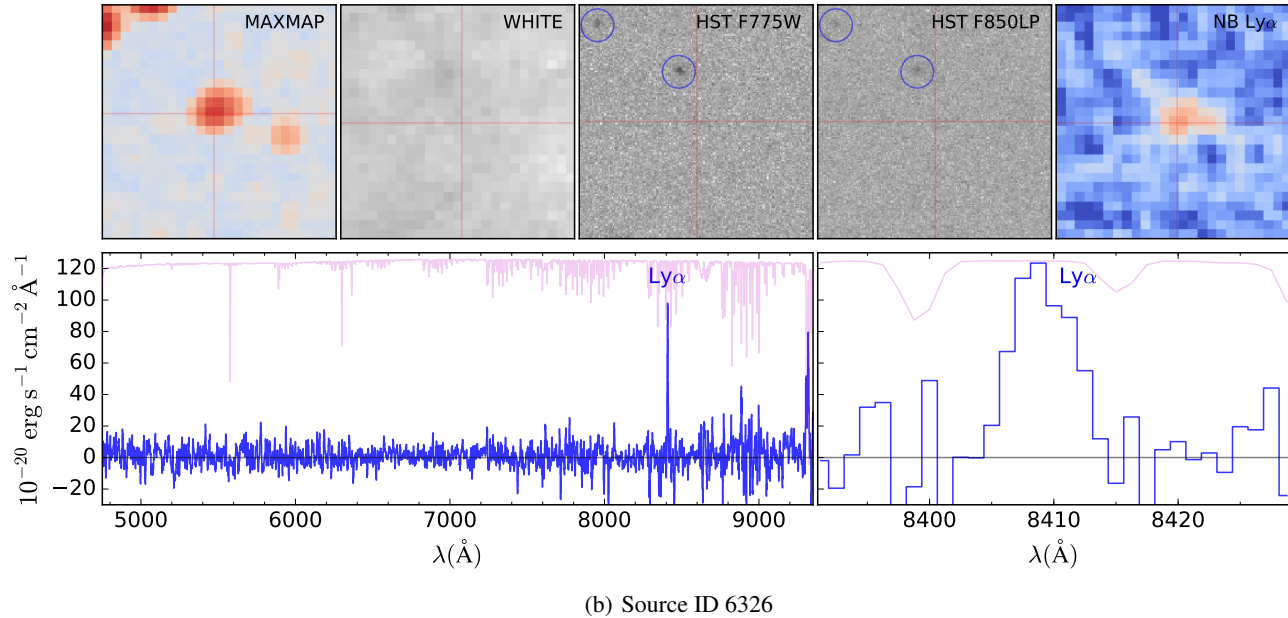 MAXMAP
WHITE
HST F775W
HST F850LP
NB Lyα
10⁻²⁰ erg s⁻¹ cm⁻² Å⁻¹
120
100
80
60
40
20
0
−20
Lyα
Lyα
5000 6000 7000 8000 9000
8400 8410 8420
λ(Å)
λ(Å)
(b) Source ID 6326